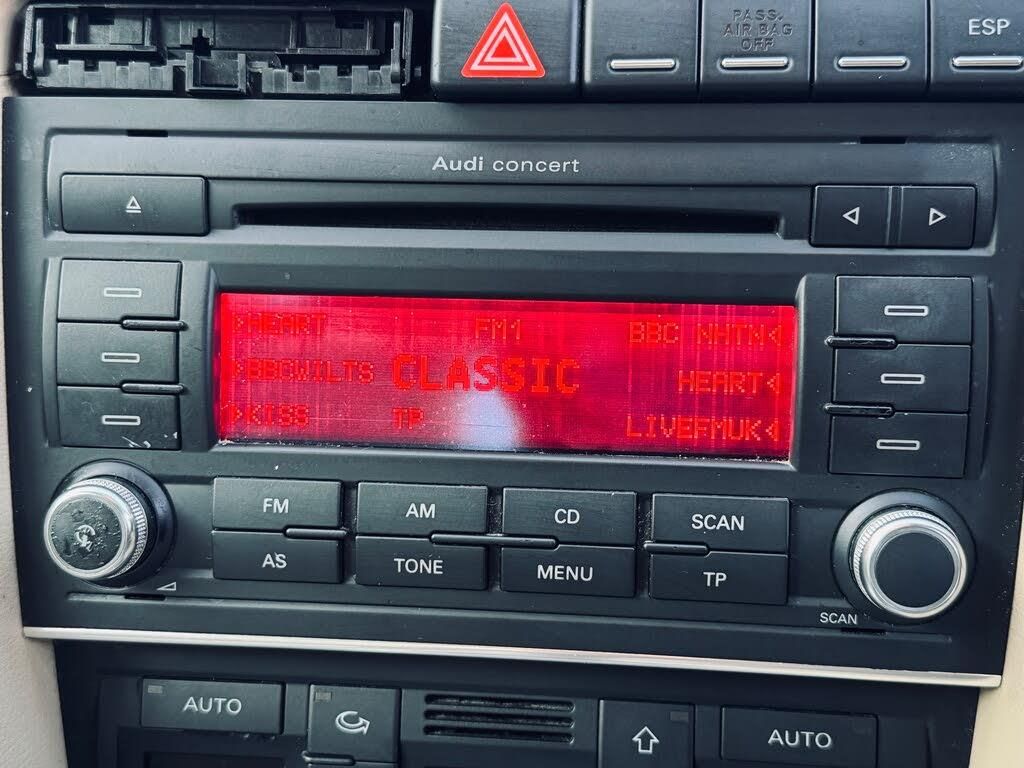 PASS.
AIR BAG
OFF
ESP
Audi concert
HEART FM1 BBC NHTN
BBCWILTS CLASSIC HEART
KISS TP LIVEFMUK
FM AM CD SCAN
AS TONE MENU TP
SCAN
AUTO AUTO